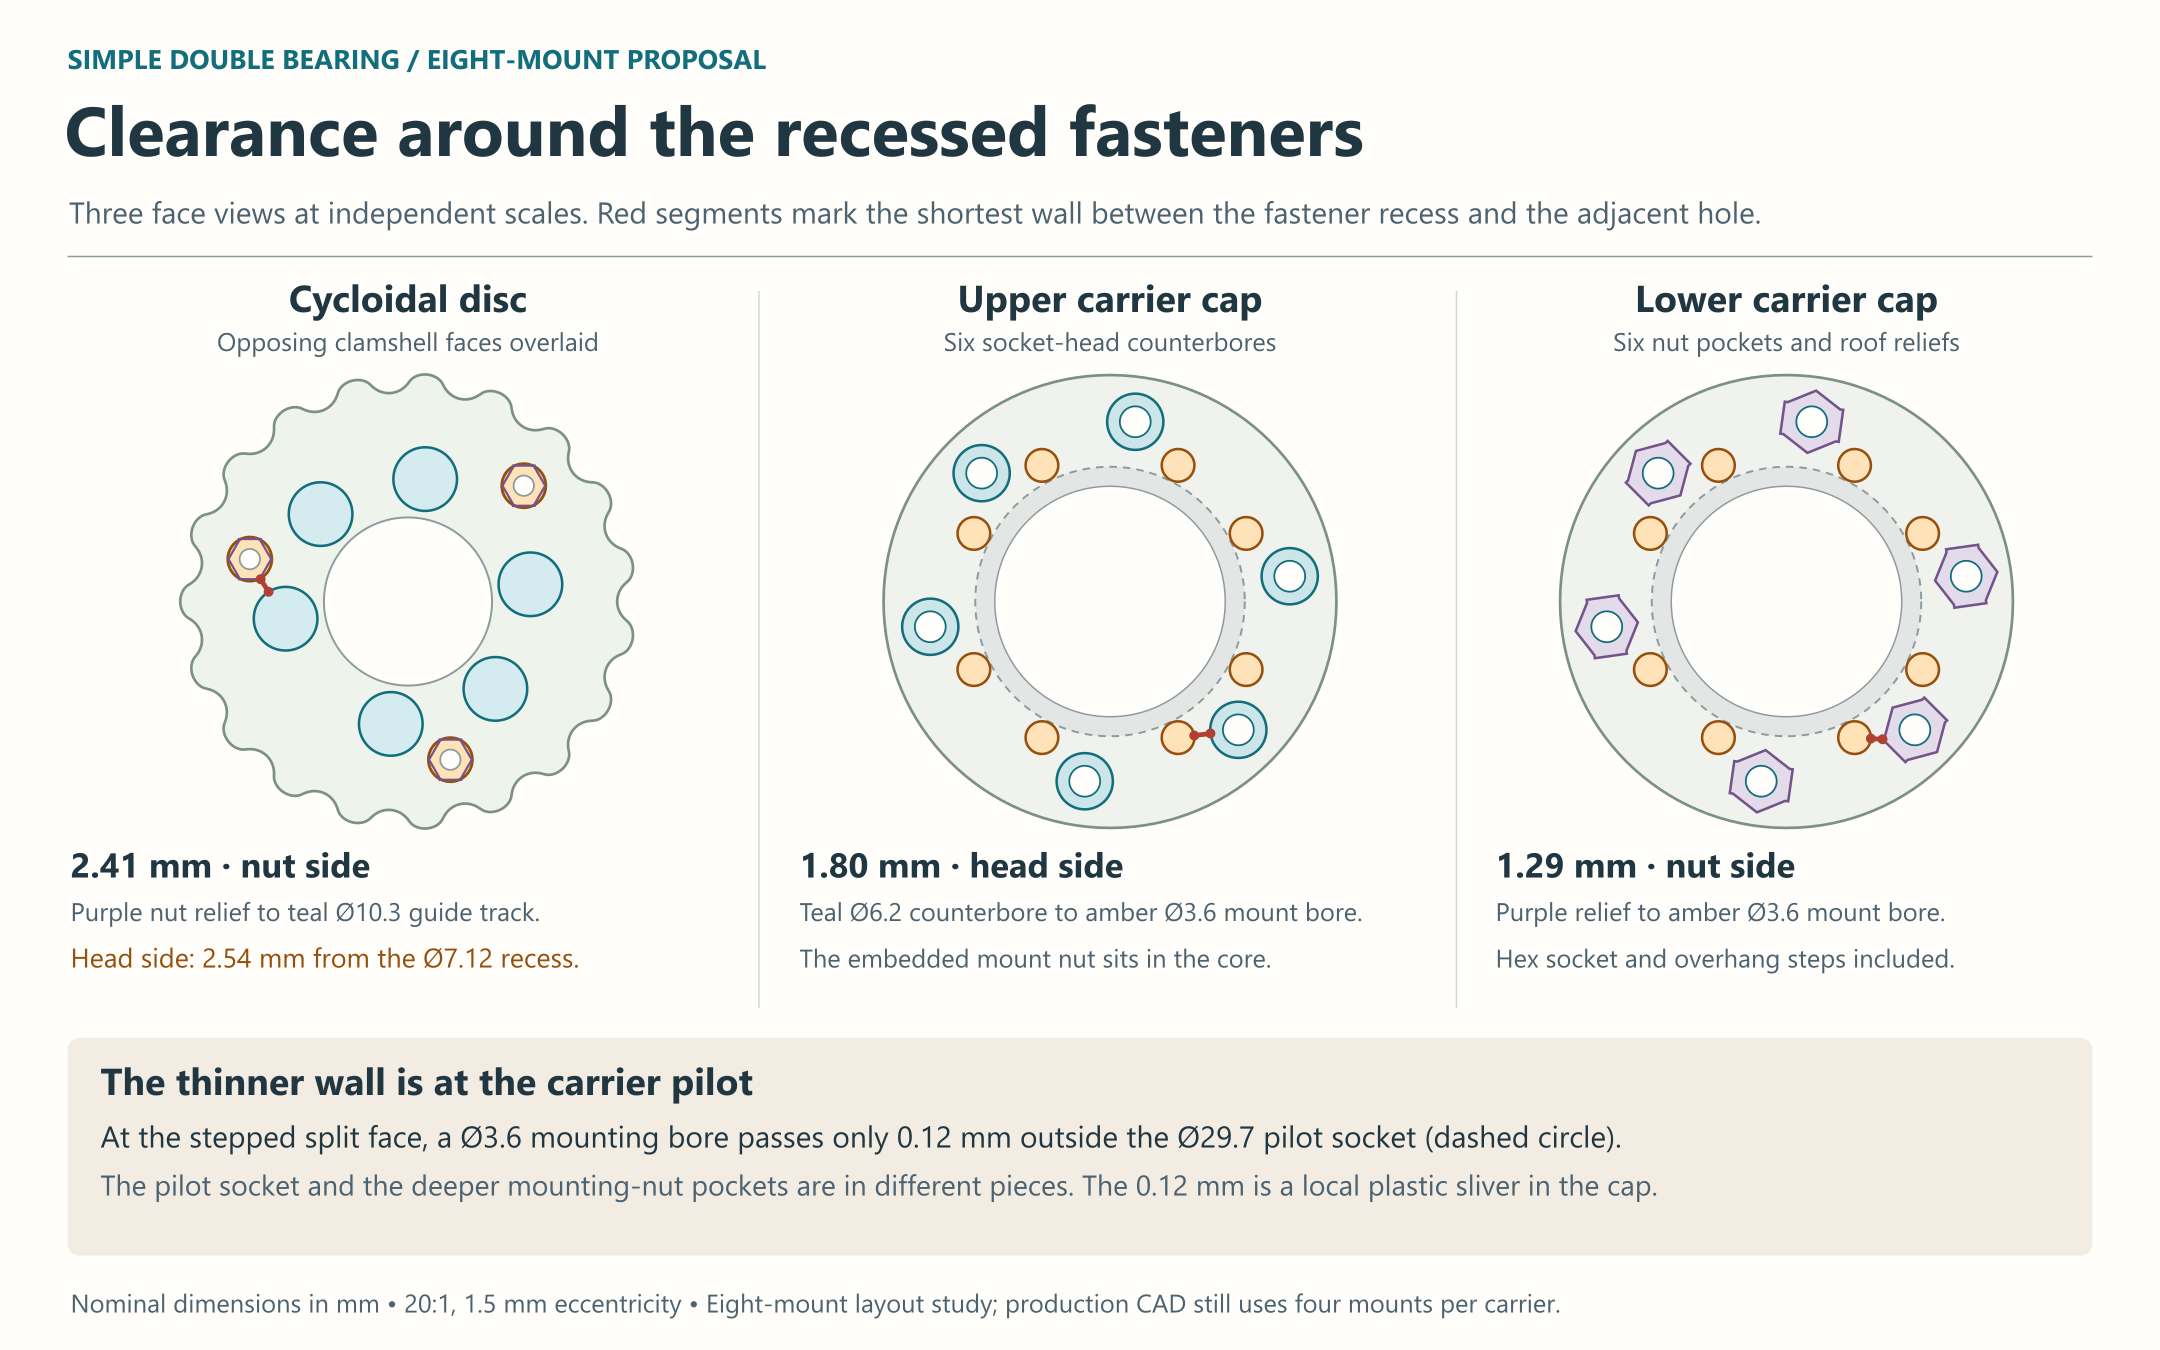 SIMPLE DOUBLE BEARING / EIGHT-MOUNT PROPOSAL
Clearance around the recessed fasteners
Three face views at independent scales. Red segments mark the shortest wall between the fastener recess and the adjacent hole.
Cycloidal disc
Opposing clamshell faces overlaid
2.41 mm · nut side
Purple nut relief to teal Ø10.3 guide track.
Head side: 2.54 mm from the Ø7.12 recess.
Upper carrier cap
Six socket-head counterbores
1.80 mm · head side
Teal Ø6.2 counterbore to amber Ø3.6 mount bore.
The embedded mount nut sits in the core.
Lower carrier cap
Six nut pockets and roof reliefs
1.29 mm · nut side
Purple relief to amber Ø3.6 mount bore.
Hex socket and overhang steps included.
The thinner wall is at the carrier pilot
At the stepped split face, a Ø3.6 mounting bore passes only 0.12 mm outside the Ø29.7 pilot socket (dashed circle).
The pilot socket and the deeper mounting-nut pockets are in different pieces. The 0.12 mm is a local plastic sliver in the cap.
Nominal dimensions in mm • 20:1, 1.5 mm eccentricity • Eight-mount layout study; production CAD still uses four mounts per carrier.